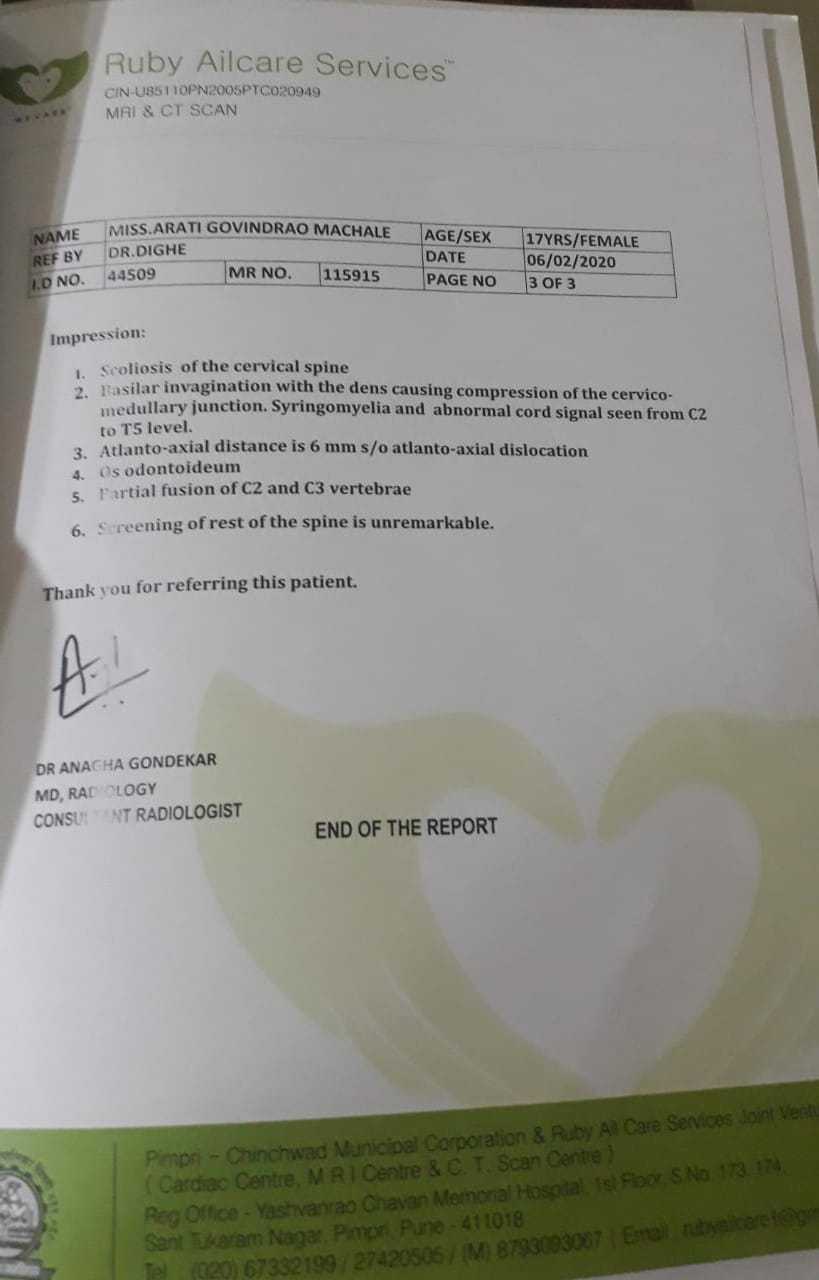 Ruby Ailcare Services™
CIN-U85110PN2005PTC020949
MRI & CT SCAN
NAME MISS.ARATI GOVINDRAO MACHALE AGE/SEX 17YRS/FEMALE
REF BY DR.DIGHE DATE 06/02/2020
I.D NO. 44509 MR NO. 115915 PAGE NO 3 OF 3
Impression:
1. Scoliosis of the cervical spine
2. Basilar invagination with the dens causing compression of the cervico-
medullary junction. Syringomyelia and abnormal cord signal seen from C2
to T5 level.
3. Atlanto-axial distance is 6 mm s/o atlanto-axial dislocation
4. Os odontoideum
5. Partial fusion of C2 and C3 vertebrae
6. Screening of rest of the spine is unremarkable.
Thank you for referring this patient.
DR ANAGHA GONDEKAR
MD, RADIOLOGY
CONSULTANT RADIOLOGIST
END OF THE REPORT
Pimpri - Chinchwad Municipal Corporation & Ruby All Care Services Joint
( Cardiac Centre, M R I Centre & C. T. Scan Centre )
Reg Office - Yashvanrao Chavan Memorial Hospital, 1st Floor, S.No. 173, 174,
Sant Tukaram Nagar, Pimpri, Pune - 411018
Tel (020) 67332199 / 27420505 / (M) 8793093067 | Email